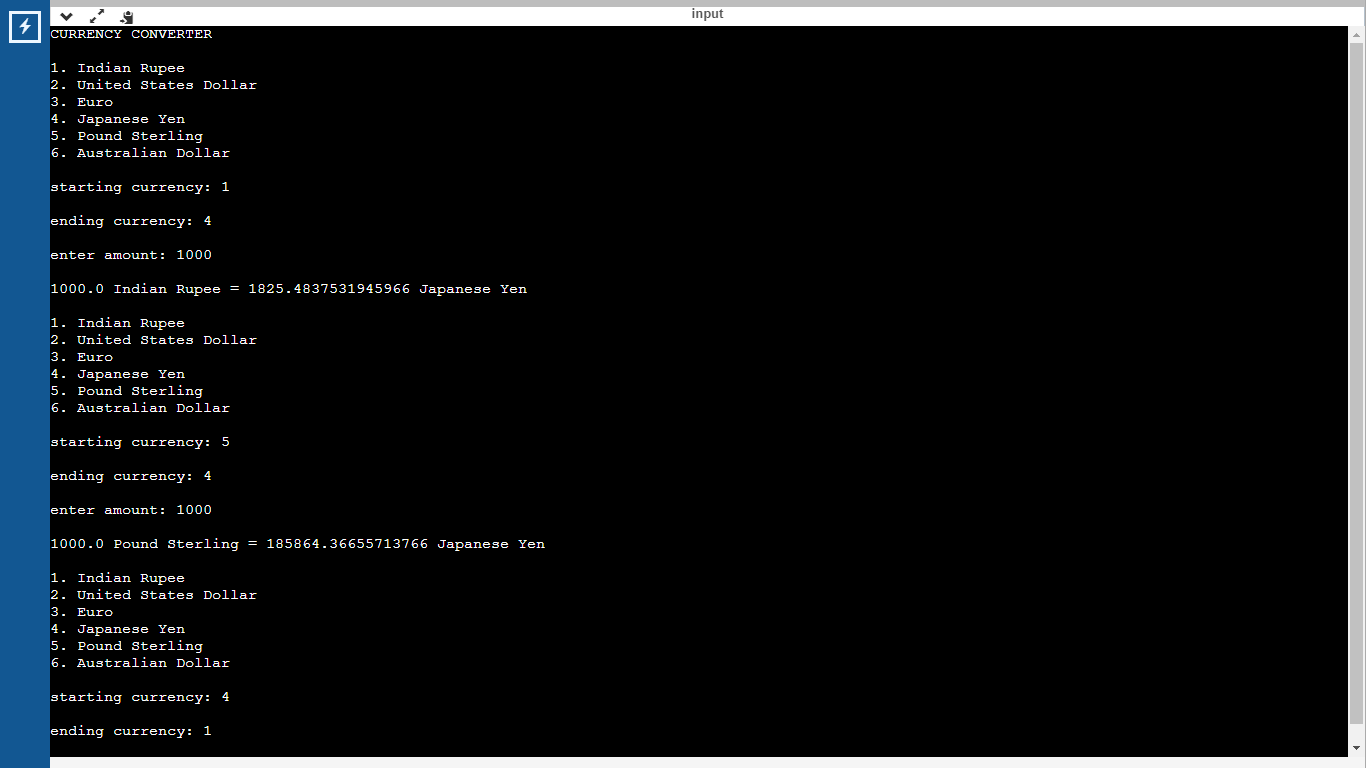 input
CURRENCY CONVERTER
1. Indian Rupee
2. United States Dollar
3. Euro
4. Japanese Yen
5. Pound Sterling
6. Australian Dollar
starting currency: 1
ending currency: 4
enter amount: 1000
1000.0 Indian Rupee = 1825.4837531945966 Japanese Yen
1. Indian Rupee
2. United States Dollar
3. Euro
4. Japanese Yen
5. Pound Sterling
6. Australian Dollar
starting currency: 5
ending currency: 4
enter amount: 1000
1000.0 Pound Sterling = 185864.36655713766 Japanese Yen
1. Indian Rupee
2. United States Dollar
3. Euro
4. Japanese Yen
5. Pound Sterling
6. Australian Dollar
starting currency: 4
ending currency: 1